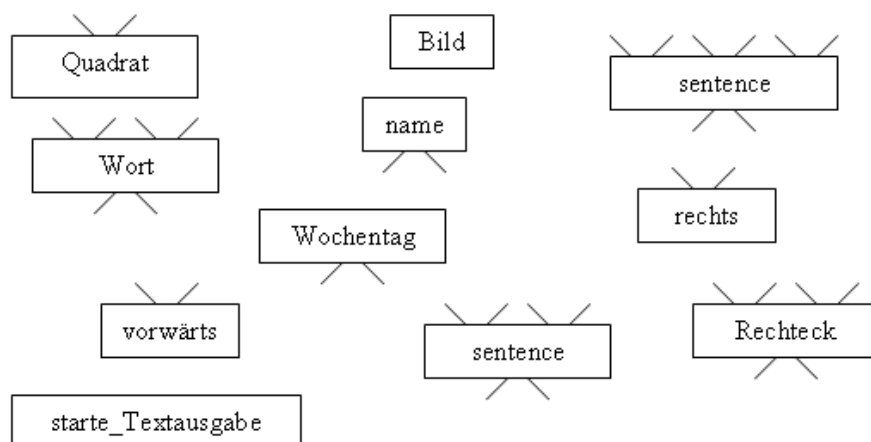 Quadrat
Bild
sentence
name
Wort
rechts
Wochentag
vorwärts
sentence
Rechteck
starte_Textausgabe